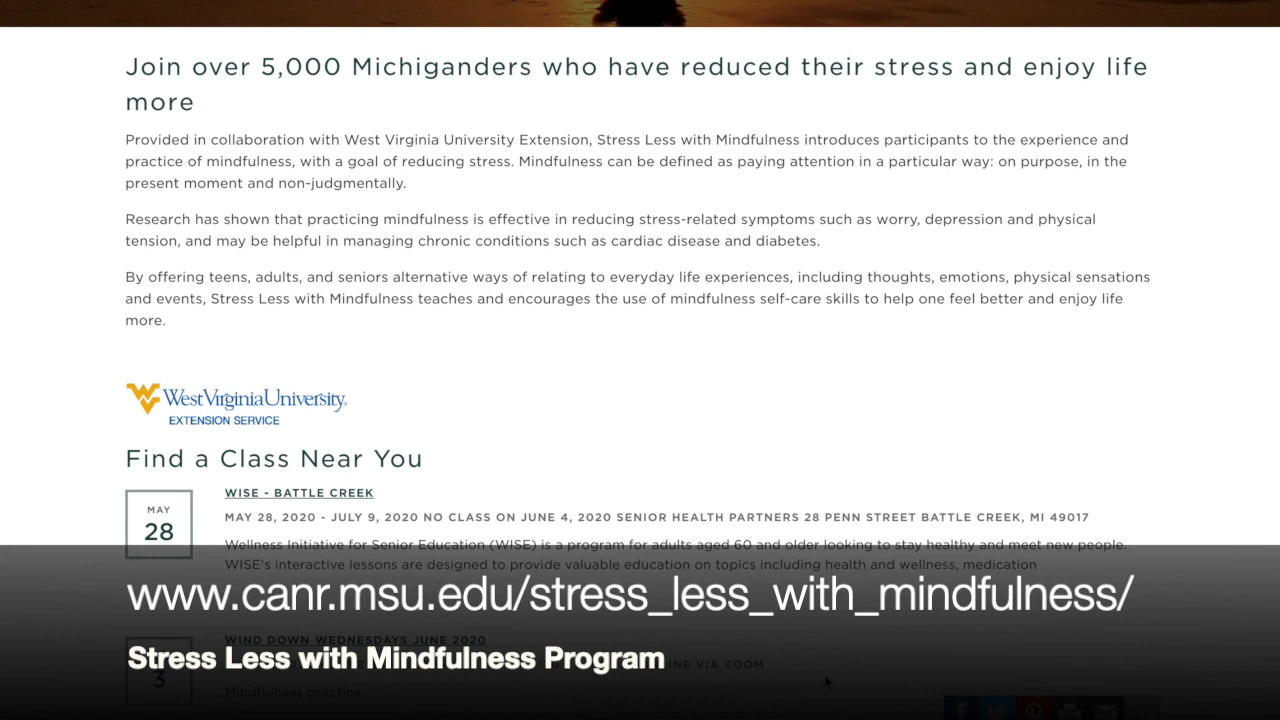 Join over 5,000 Michiganders who have reduced their stress and enjoy life
more
Provided in collaboration with West Virginia University Extension, Stress Less with Mindfulness introduces participants to the experience and
practice of mindfulness, with a goal of reducing stress. Mindfulness can be defined as paying attention in a particular way: on purpose, in the
present moment and non-judgmentally.
Research has shown that practicing mindfulness is effective in reducing stress-related symptoms such as worry, depression and physical
tension, and may be helpful in managing chronic conditions such as cardiac disease and diabetes.
By offering teens, adults, and seniors alternative ways of relating to everyday life experiences, including thoughts, emotions, physical sensations
and events, Stress Less with Mindfulness teaches and encourages the use of mindfulness self-care skills to help one feel better and enjoy life
more.
WestVirginiaUniversity.
EXTENSION SERVICE
Find a Class Near You
WISE - BATTLE CREEK
MAY
28
MAY 28, 2020 - JULY 9, 2020 NO CLASS ON JUNE 4, 2020 SENIOR HEALTH PARTNERS 28 PENN STREET BATTLE CREEK, MI 49017
Wellness Initiative for Senior Education (WISE) is a program for adults aged 60 and older looking to stay healthy and meet new people.
WISE's interactive lessons are designed to provide valuable education on topics including health and wellness, medication
www.canr.msu.edu/stress_less_with_mindfulness/
WIND DOWN WEDNESDAYS JUNE 2020
Stress Less with Mindfulness Program
LINE VIA ZOOM
3
Mindfulness practice.